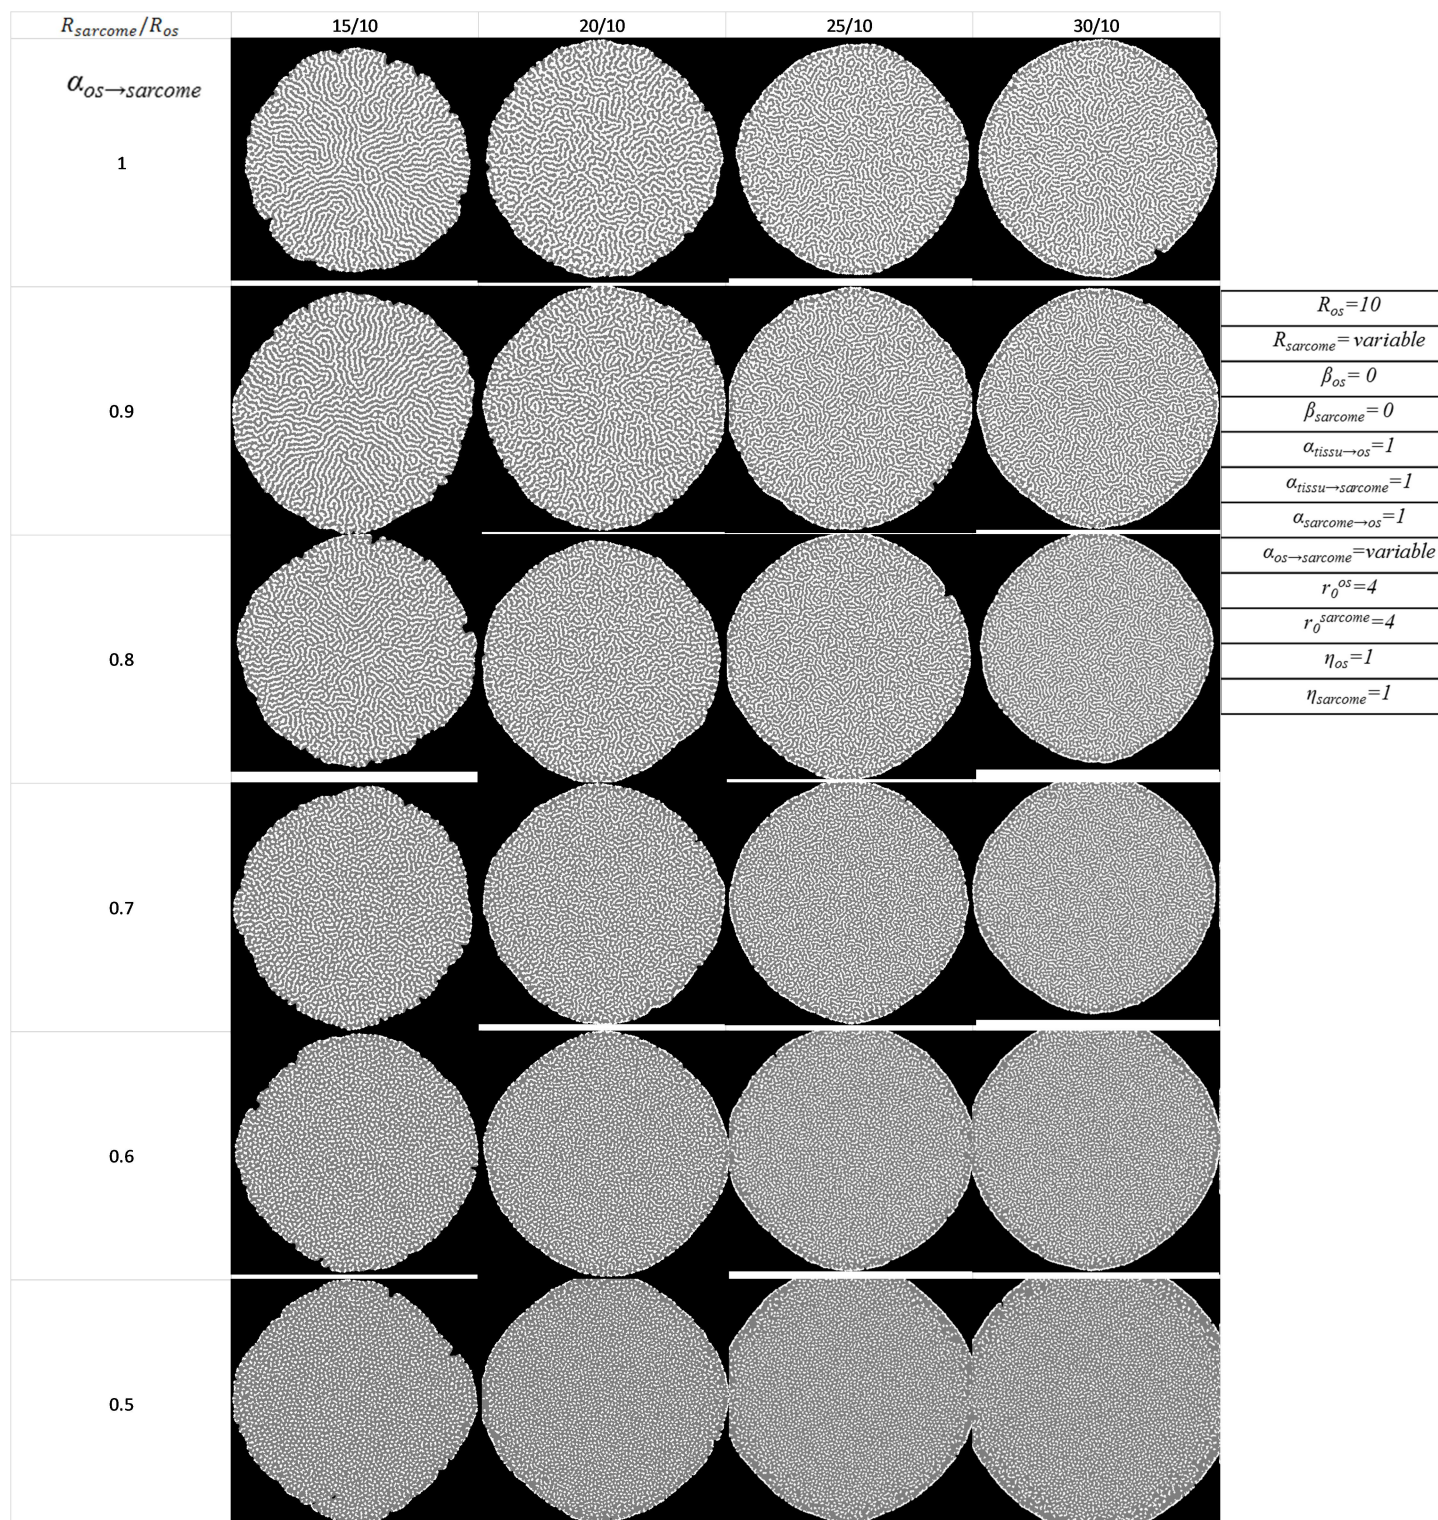 R_sarcome/R_os 15/10 20/10 25/10 30/10
α_os→sarcome
1
0.9
0.8
0.7
0.6
0.5
R_os=10
R_sarcome=variable
β_os= 0
β_sarcome= 0
α_tissu→os=1
α_tissu→sarcome=1
α_sarcome→os=1
α_os→sarcome=variable
r_0^os=4
r_0^sarcome=4
η_os=1
η_sarcome=1